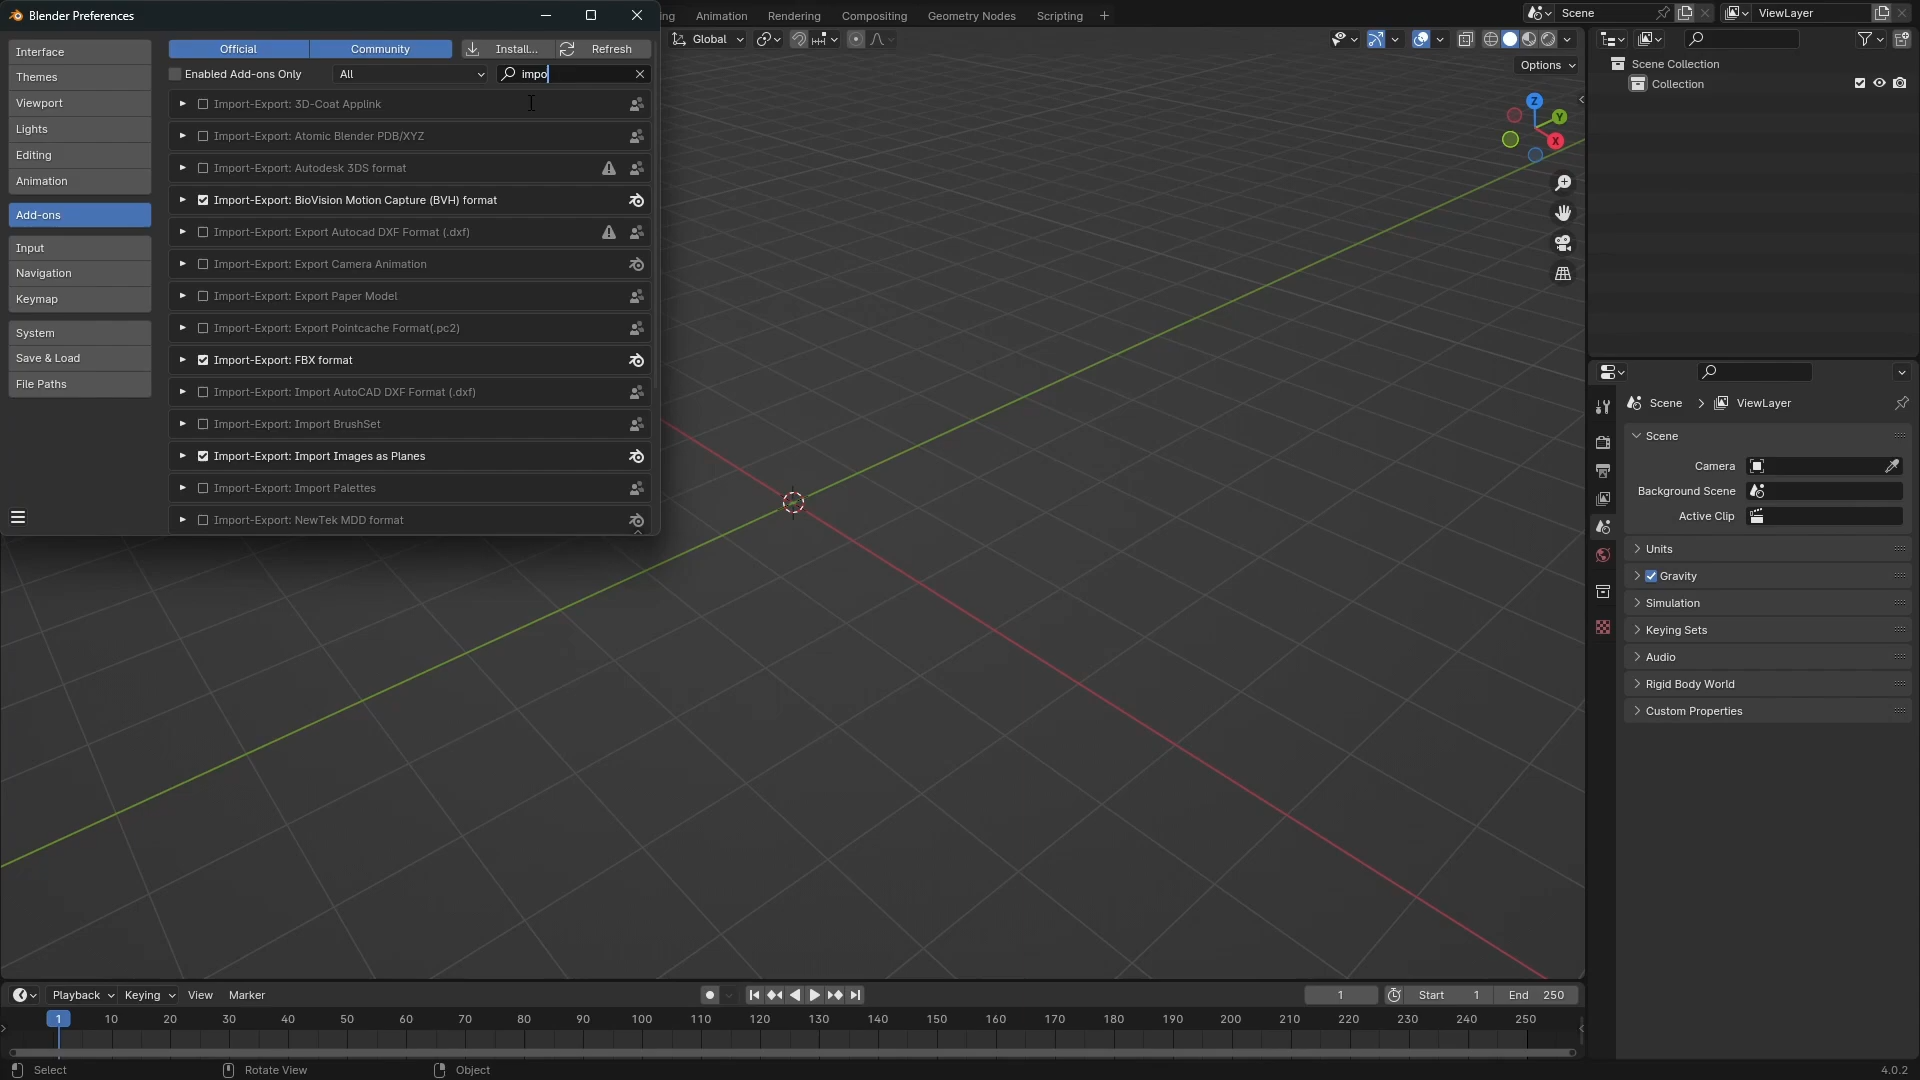 Blender Preferences
ing Animation Rendering Compositing Geometry Nodes Scripting +
Scene ViewLayer
Interface
Themes
Viewport
Lights
Editing
Animation
Add-ons
Input
Navigation
Keymap
System
Save & Load
File Paths
Official Community Install... Refresh
Enabled Add-ons Only All impo
Import-Export: 3D-Coat Applink
Import-Export: Atomic Blender PDB/XYZ
Import-Export: Autodesk 3DS format
Import-Export: BioVision Motion Capture (BVH) format
Import-Export: Export Autocad DXF Format (.dxf)
Import-Export: Export Camera Animation
Import-Export: Export Paper Model
Import-Export: Export Pointcache Format(.pc2)
Import-Export: FBX format
Import-Export: Import AutoCAD DXF Format (.dxf)
Import-Export: Import BrushSet
Import-Export: Import Images as Planes
Import-Export: Import Palettes
Import-Export: NewTek MDD format
Global
Options
Z
Y
X
Scene Collection
Collection
Scene > ViewLayer
Scene
Camera
Background Scene
Active Clip
Units
Gravity
Simulation
Keying Sets
Audio
Rigid Body World
Custom Properties
Playback Keying View Marker 1 Start 1 End 250
1 10 20 30 40 50 60 70 80 90 100 110 120 130 140 150 160 170 180 190 200 210 220 230 240 250
Select Rotate View Object 4.0.2